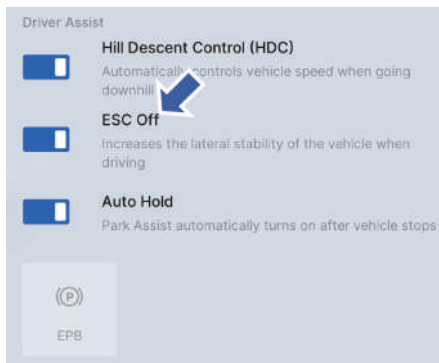 Driver Assist
Hill Descent Control (HDC)
Automatically controls vehicle speed when going
downhill
ESC Off
Increases the lateral stability of the vehicle when
driving
Auto Hold
Park Assist automatically turns on after vehicle stops
(P)
EPB